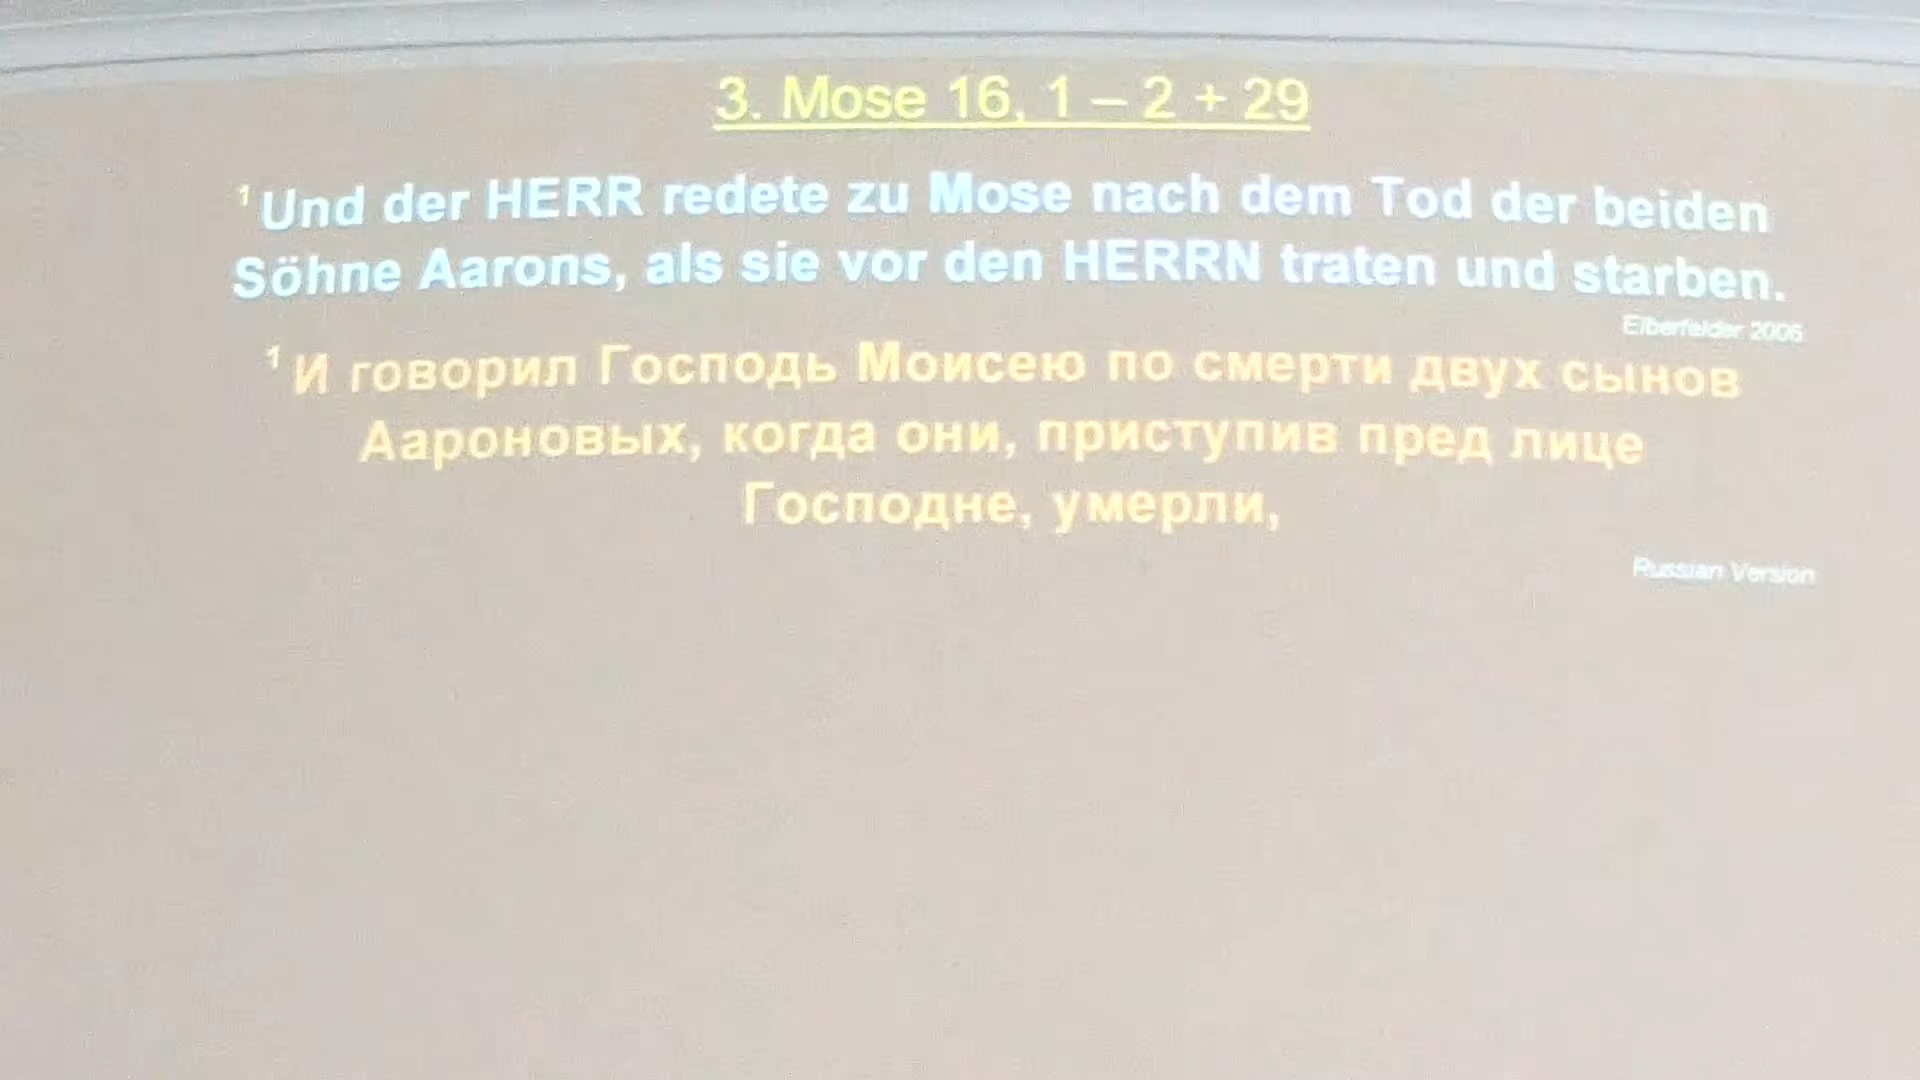 3. Mose 16, 1 – 2 + 29
1 Und der HERR redete zu Mose nach dem Tod der beiden
Söhne Aarons, als sie vor den HERRN traten und starben.
Elberfelder 2006
1 И говорил Господь Моисею по смерти двух сынов
Аароновых, когда они, приступив пред лице
Господне, умерли,
Russian Version